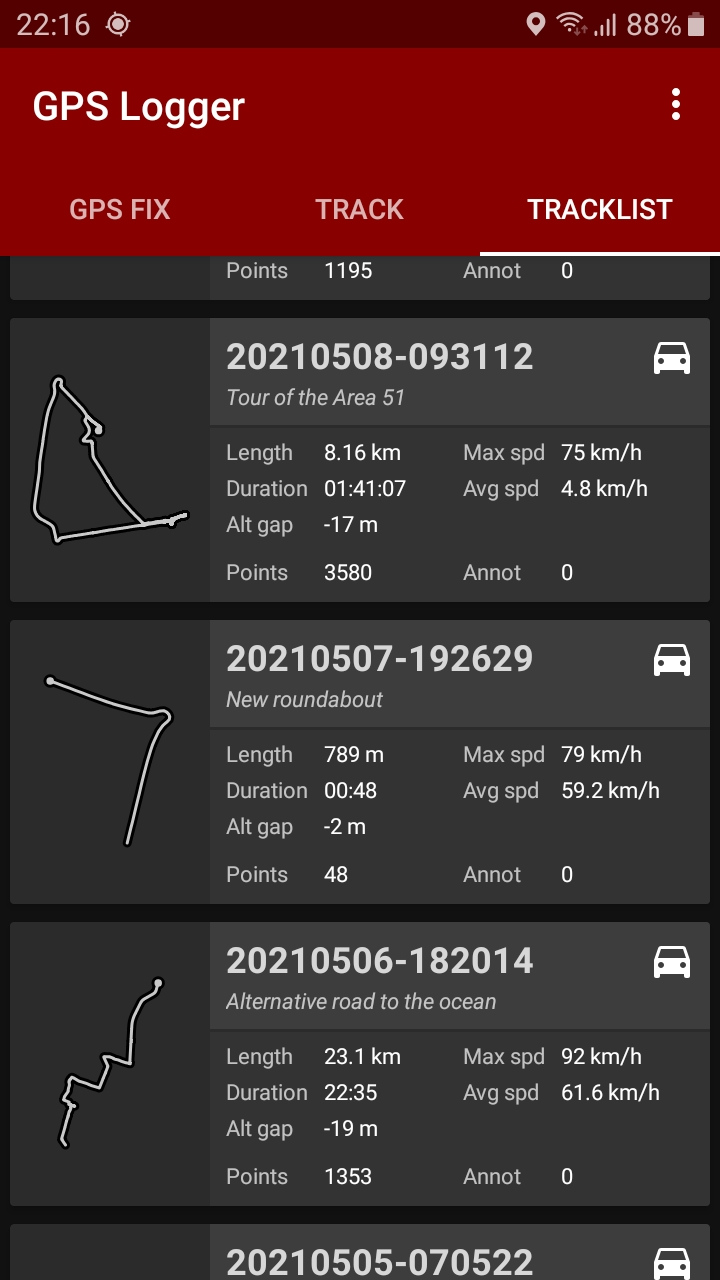 22:16 88%
GPS Logger
GPS FIX TRACK TRACKLIST
Points 1195 Annot 0
20210508-093112
Tour of the Area 51
Length 8.16 km Max spd 75 km/h
Duration 01:41:07 Avg spd 4.8 km/h
Alt gap -17 m
Points 3580 Annot 0
20210507-192629
New roundabout
Length 789 m Max spd 79 km/h
Duration 00:48 Avg spd 59.2 km/h
Alt gap -2 m
Points 48 Annot 0
20210506-182014
Alternative road to the ocean
Length 23.1 km Max spd 92 km/h
Duration 22:35 Avg spd 61.6 km/h
Alt gap -19 m
Points 1353 Annot 0
20210505-070522